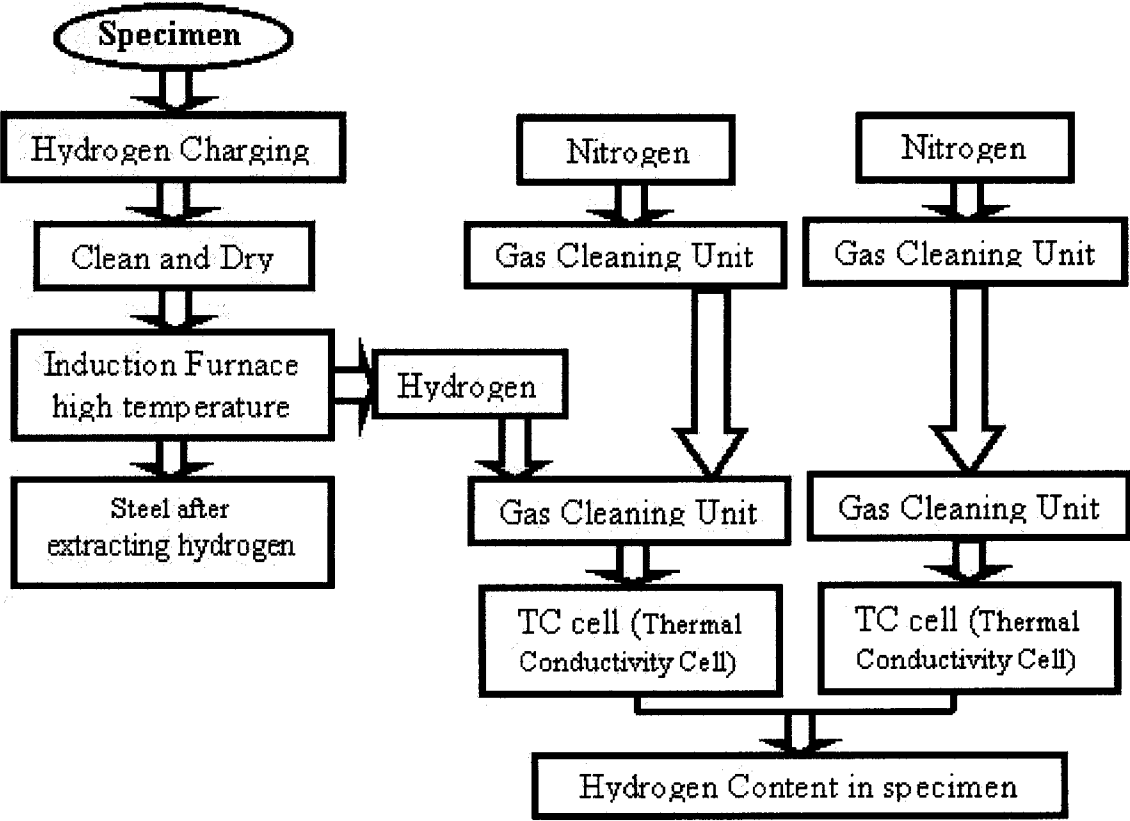 Specimen
Hydrogen Charging
Clean and Dry
Induction Furnace
high temperature
Steel after
extracting hydrogen
Hydrogen
Nitrogen
Gas Cleaning Unit
Gas Cleaning Unit
TC cell (Thermal
Conductivity Cell)
Nitrogen
Gas Cleaning Unit
Gas Cleaning Unit
TC cell (Thermal
Conductivity Cell)
Hydrogen Content in specimen